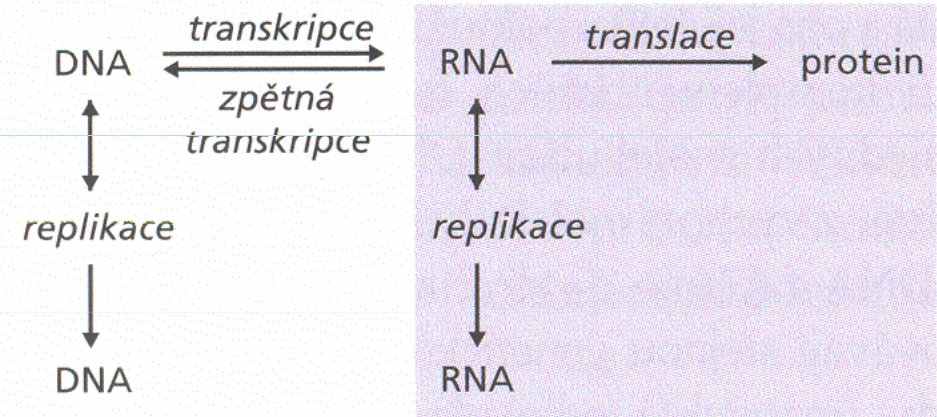 transkripce
DNA
RNA
translace
protein
zpětná
transkripce
replikace
replikace
DNA
RNA